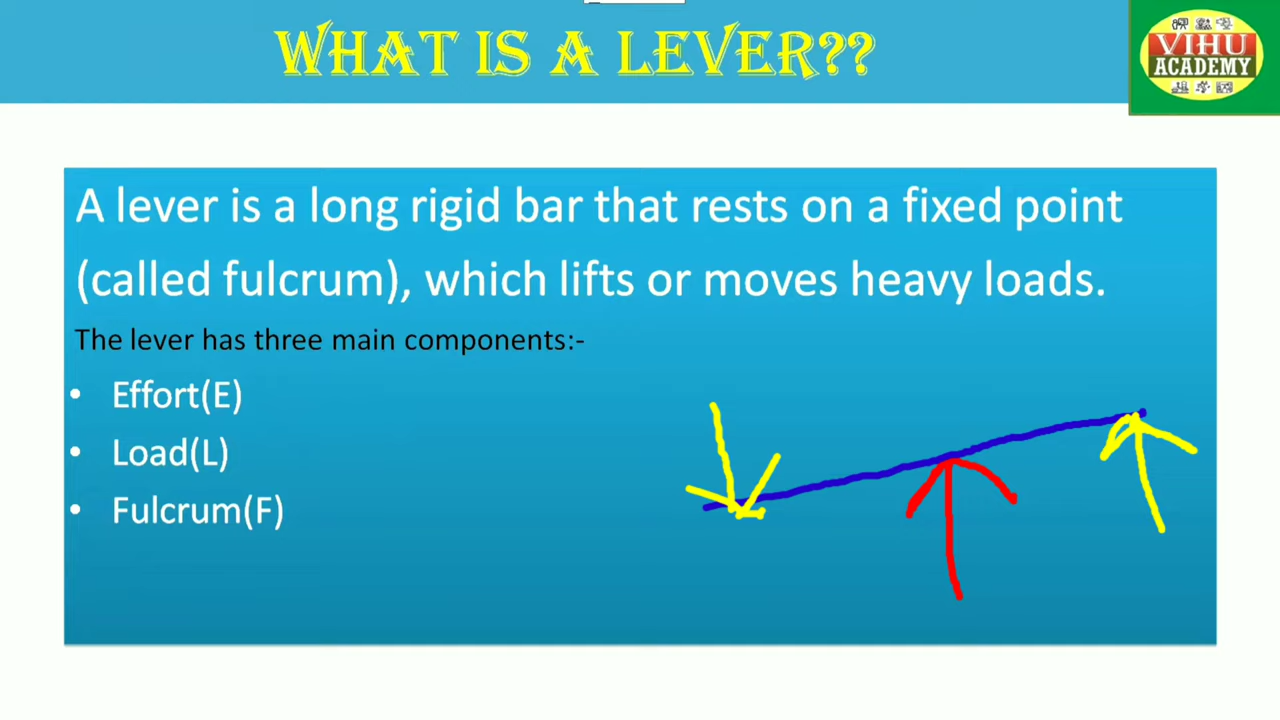 WHAT IS A LEVER??
VIHU
ACADEMY
A lever is a long rigid bar that rests on a fixed point
(called fulcrum), which lifts or moves heavy loads.
The lever has three main components:-
• Effort(E)
• Load(L)
• Fulcrum(F)